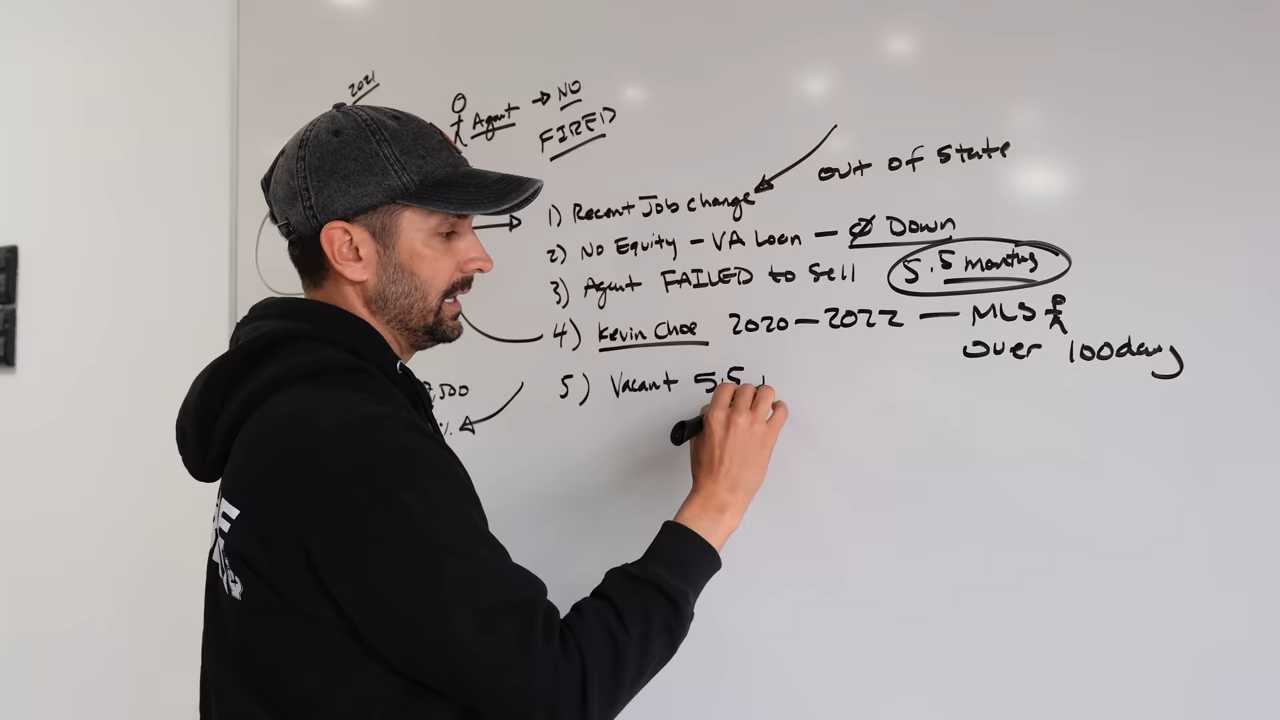 2021
Agent → NO
FIRED
out of State
1) Recent Job change
2) No Equity - VA Loan - Ø Down
3) Agent FAILED to Sell 5.5 months
4) Kevin Choe 2020-2022 - MLS
over 100 days
,500
5) Vacant 5.5
%